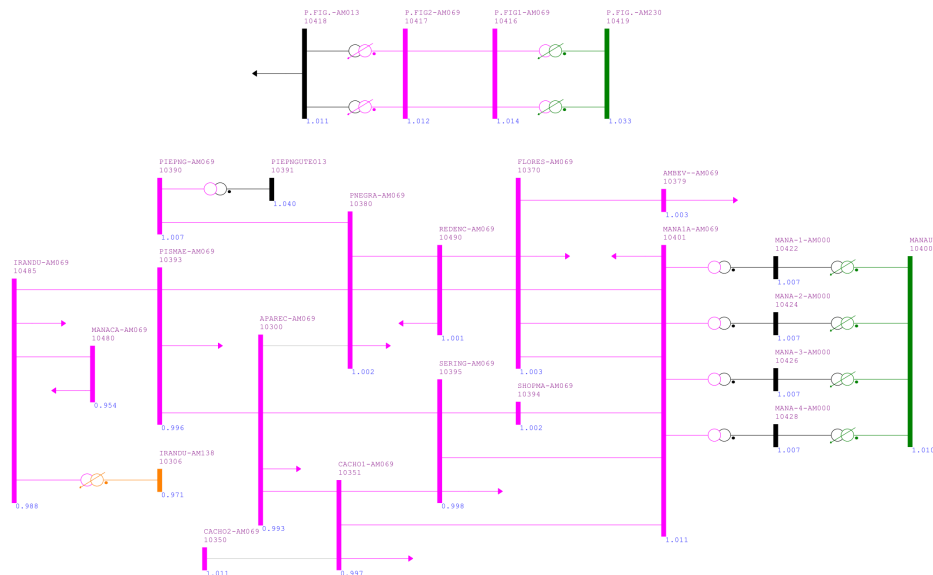 P.FIG.-AM013
10418
P.FIG2-AM069
10417
P.FIG1-AM069
10416
P.FIG.-AM230
10419
1.011
1.012
1.014
1.033
PIEPNG-AM069
10390
PIEPNGUTE013
10391
FLORES-AM069
10370
AMBEV--AM069
10379
1.040
PNEGRA-AM069
10380
1.003
1.007
REDENC-AM069
10490
MANA1A-AM069
10401
PISMAE-AM069
10393
MANA-1-AM000
10422
MANAU
10400
IRANDU-AM069
10485
1.007
MANA-2-AM000
10424
APAREC-AM069
10300
MANACA-AM069
10480
1.001
1.007
MANA-3-AM000
10426
SERING-AM069
10395
1.002
1.003
SHOPMA-AM069
10394
1.007
0.954
MANA-4-AM000
10428
0.996
1.002
1.007
1.010
IRANDU-AM138
10306
CACHO1-AM069
10351
0.971
0.988
0.998
0.993
CACHO2-AM069
10350
1.011
1.011
0.997